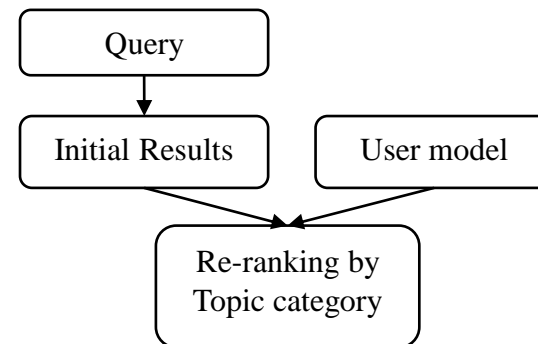 Query
Initial Results
User model
Re-ranking by
Topic category